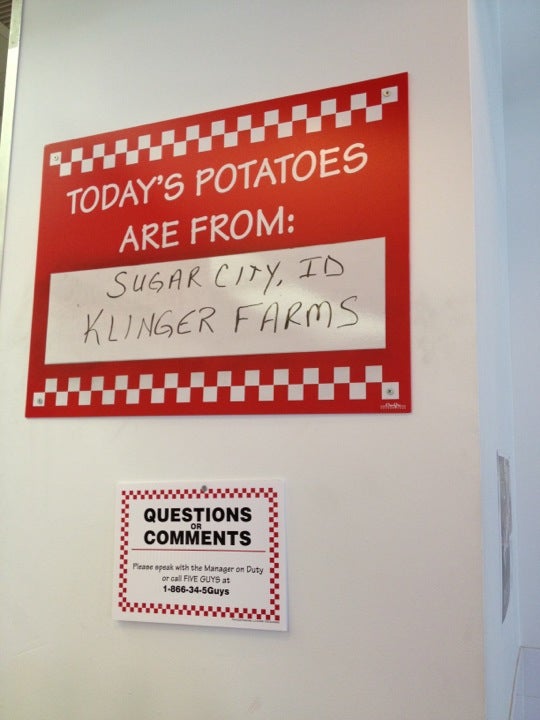 TODAY'S POTATOES
ARE FROM:
SUGAR CITY, ID
KLINGER FARMS
QUESTIONS
OR
COMMENTS
Please speak with the Manager on Duty
or call FIVE GUYS at
1-866-34-5Guys